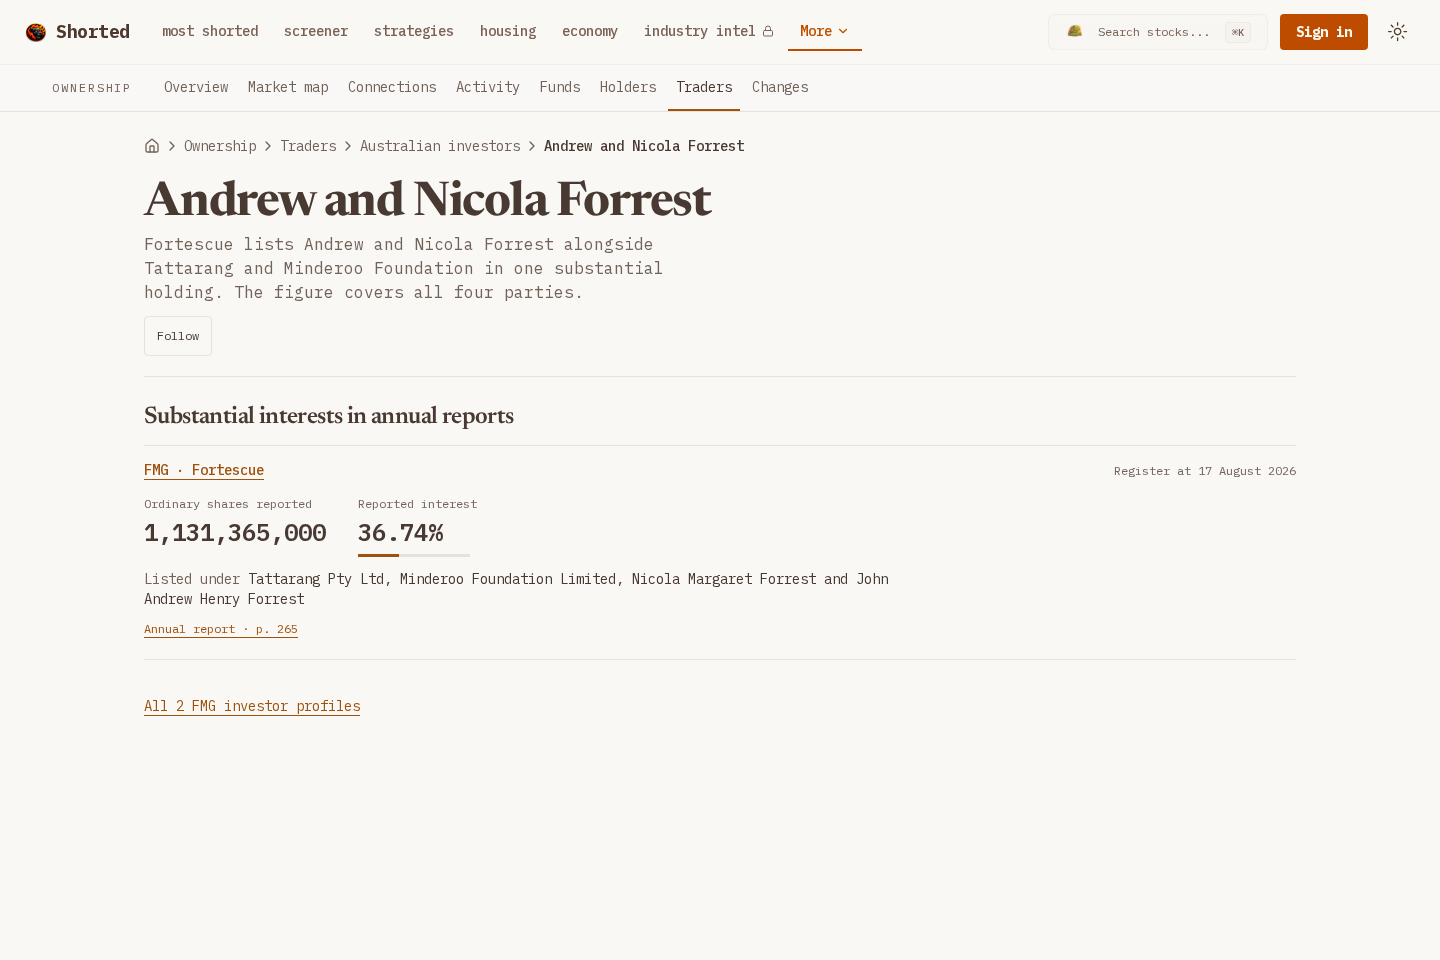 Shorted
most shorted
screener
strategies
housing
economy
industry intel
More
Search stocks...
⌘K
Sign in
OWNERSHIP
Overview
Market map
Connections
Activity
Funds
Holders
Traders
Changes
Ownership
Traders
Australian investors
Andrew and Nicola Forrest
Andrew and Nicola Forrest
Fortescue lists Andrew and Nicola Forrest alongside
Tattarang and Minderoo Foundation in one substantial
holding. The figure covers all four parties.
Follow
Substantial interests in annual reports
FMG · Fortescue
Register at 17 August 2026
Ordinary shares reported
1,131,365,000
Reported interest
36.74%
Listed under Tattarang Pty Ltd, Minderoo Foundation Limited, Nicola Margaret Forrest and John
Andrew Henry Forrest
Annual report · p. 265
All 2 FMG investor profiles